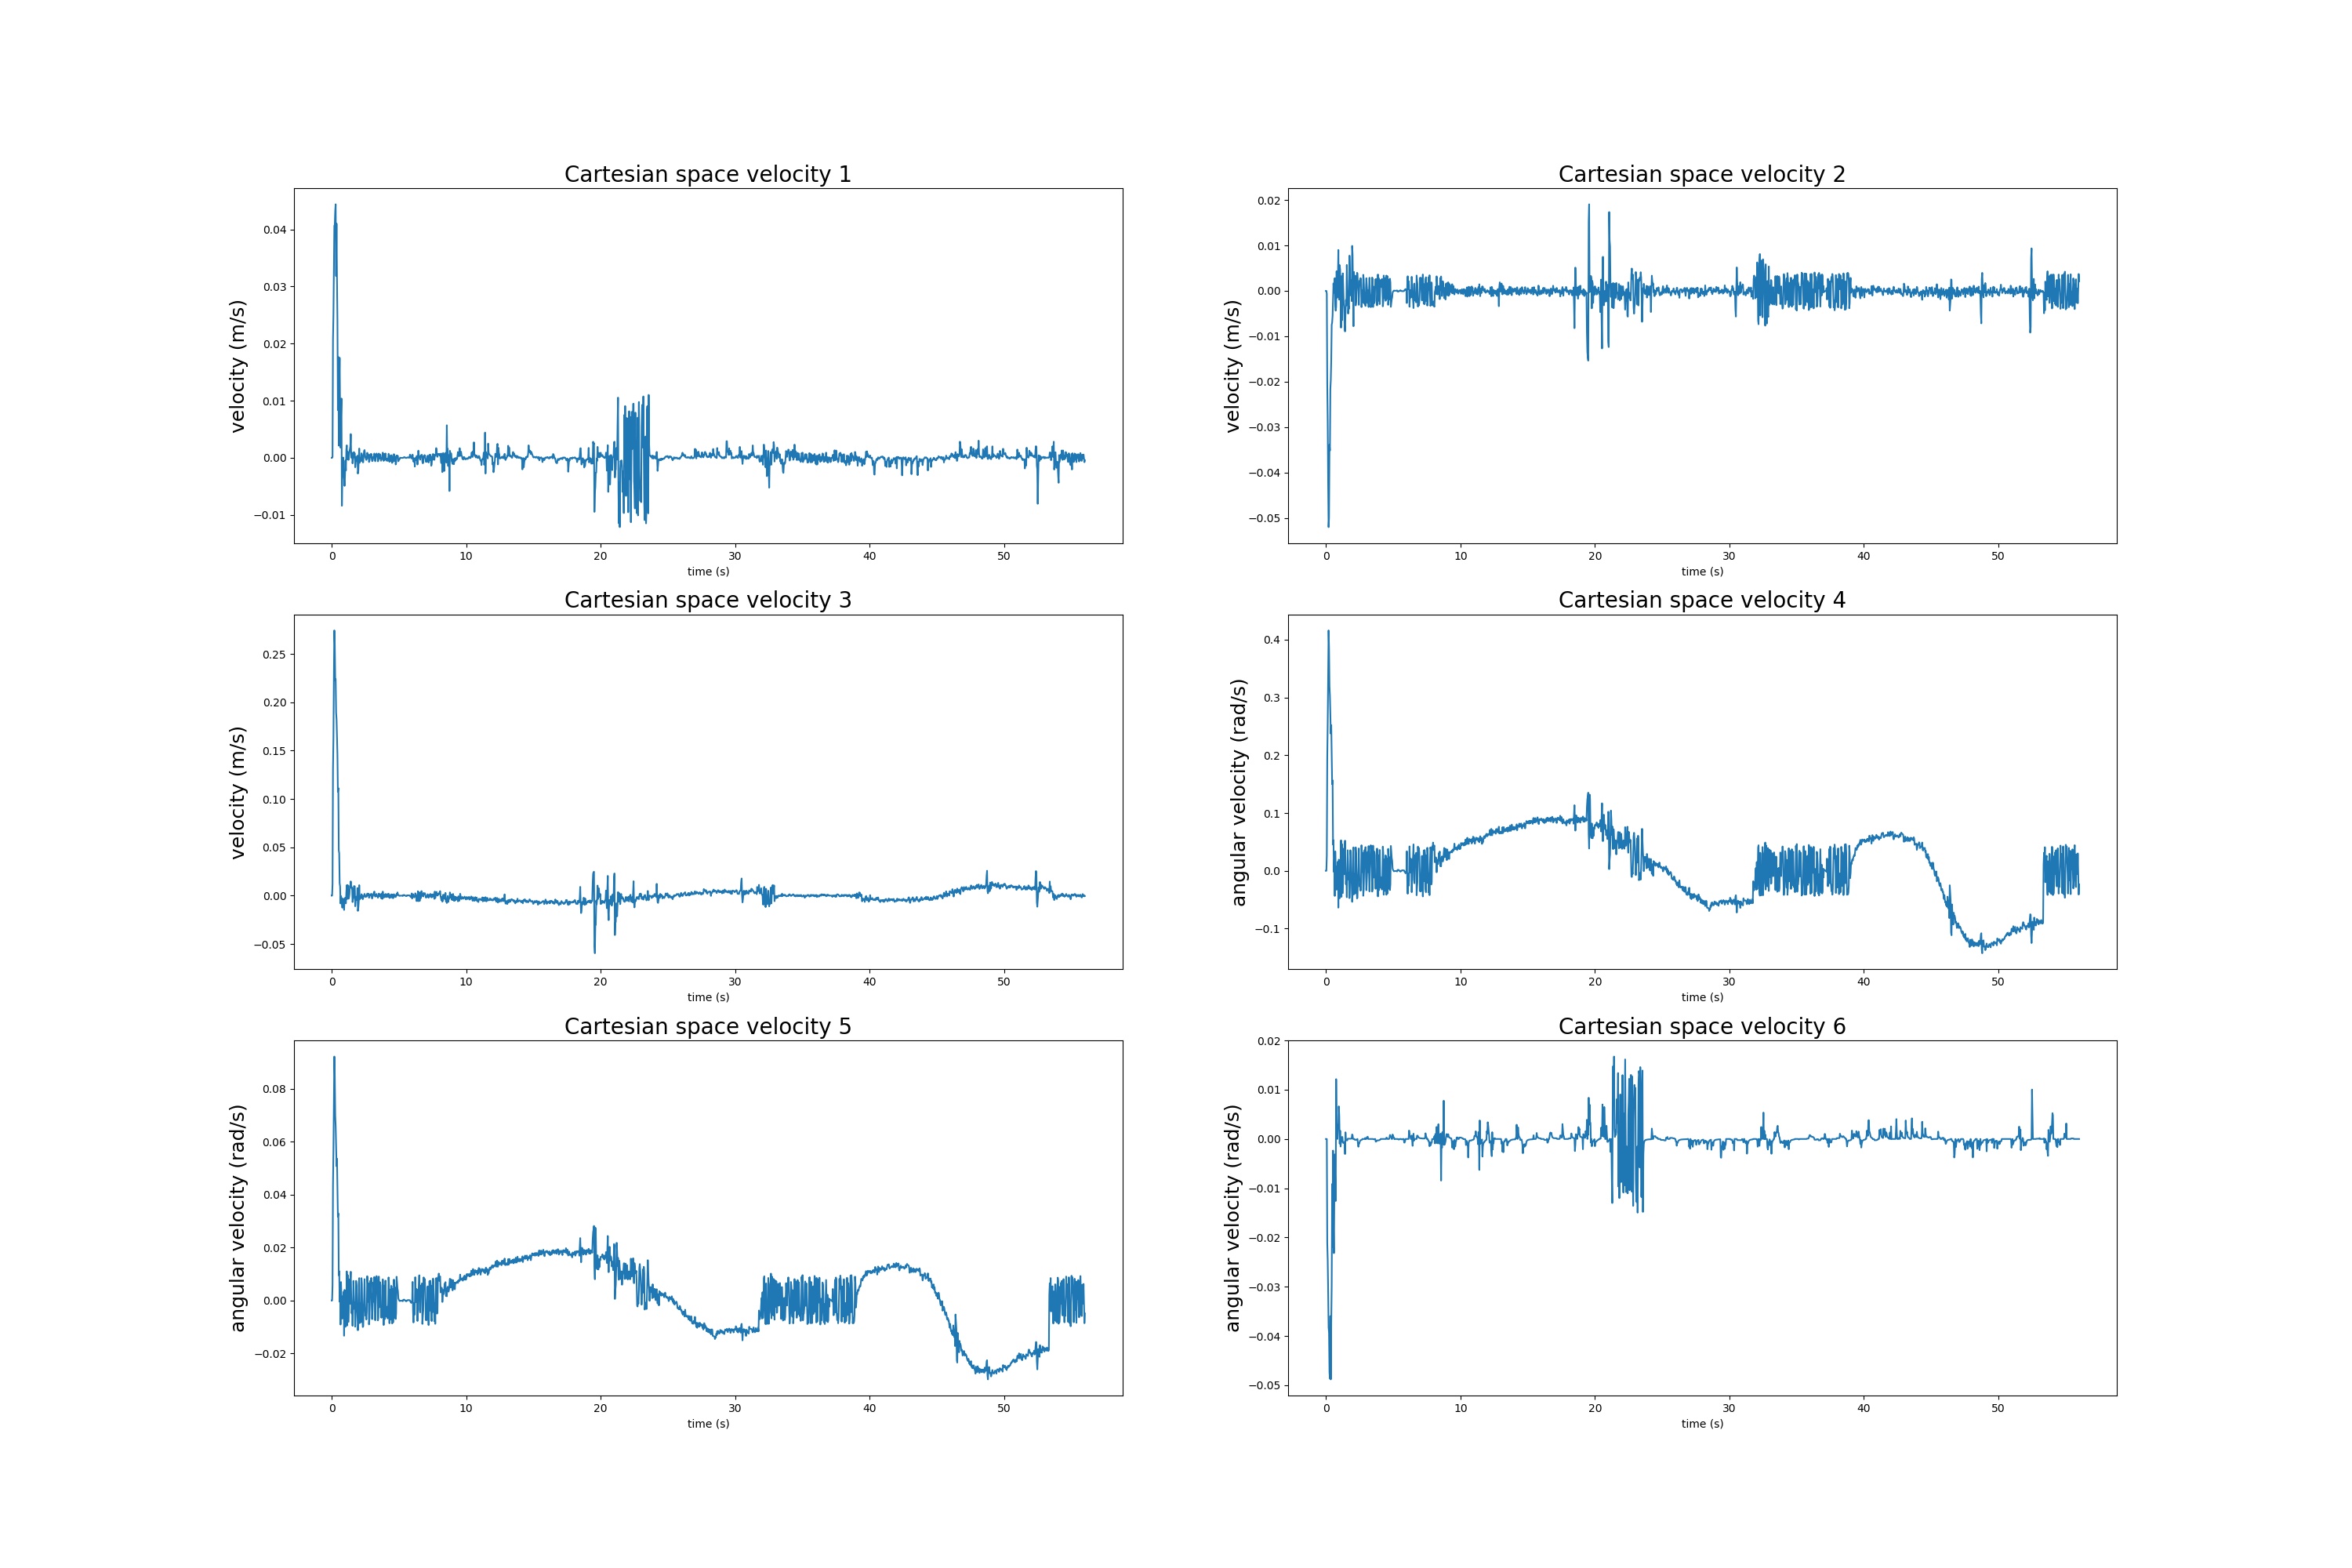 Cartesian space velocity 1
velocity (m/s)
0.04
0.03
0.02
0.01
0.00
−0.01
0 10 20 30 40 50
time (s)
Cartesian space velocity 2
velocity (m/s)
0.02
0.01
0.00
−0.01
−0.02
−0.03
−0.04
−0.05
0 10 20 30 40 50
time (s)
Cartesian space velocity 3
velocity (m/s)
0.25
0.20
0.15
0.10
0.05
0.00
−0.05
0 10 20 30 40 50
time (s)
Cartesian space velocity 4
angular velocity (rad/s)
0.4
0.3
0.2
0.1
0.0
−0.1
0 10 20 30 40 50
time (s)
Cartesian space velocity 5
angular velocity (rad/s)
0.08
0.06
0.04
0.02
0.00
−0.02
0 10 20 30 40 50
time (s)
Cartesian space velocity 6
angular velocity (rad/s)
0.02
0.01
0.00
−0.01
−0.02
−0.03
−0.04
−0.05
0 10 20 30 40 50
time (s)